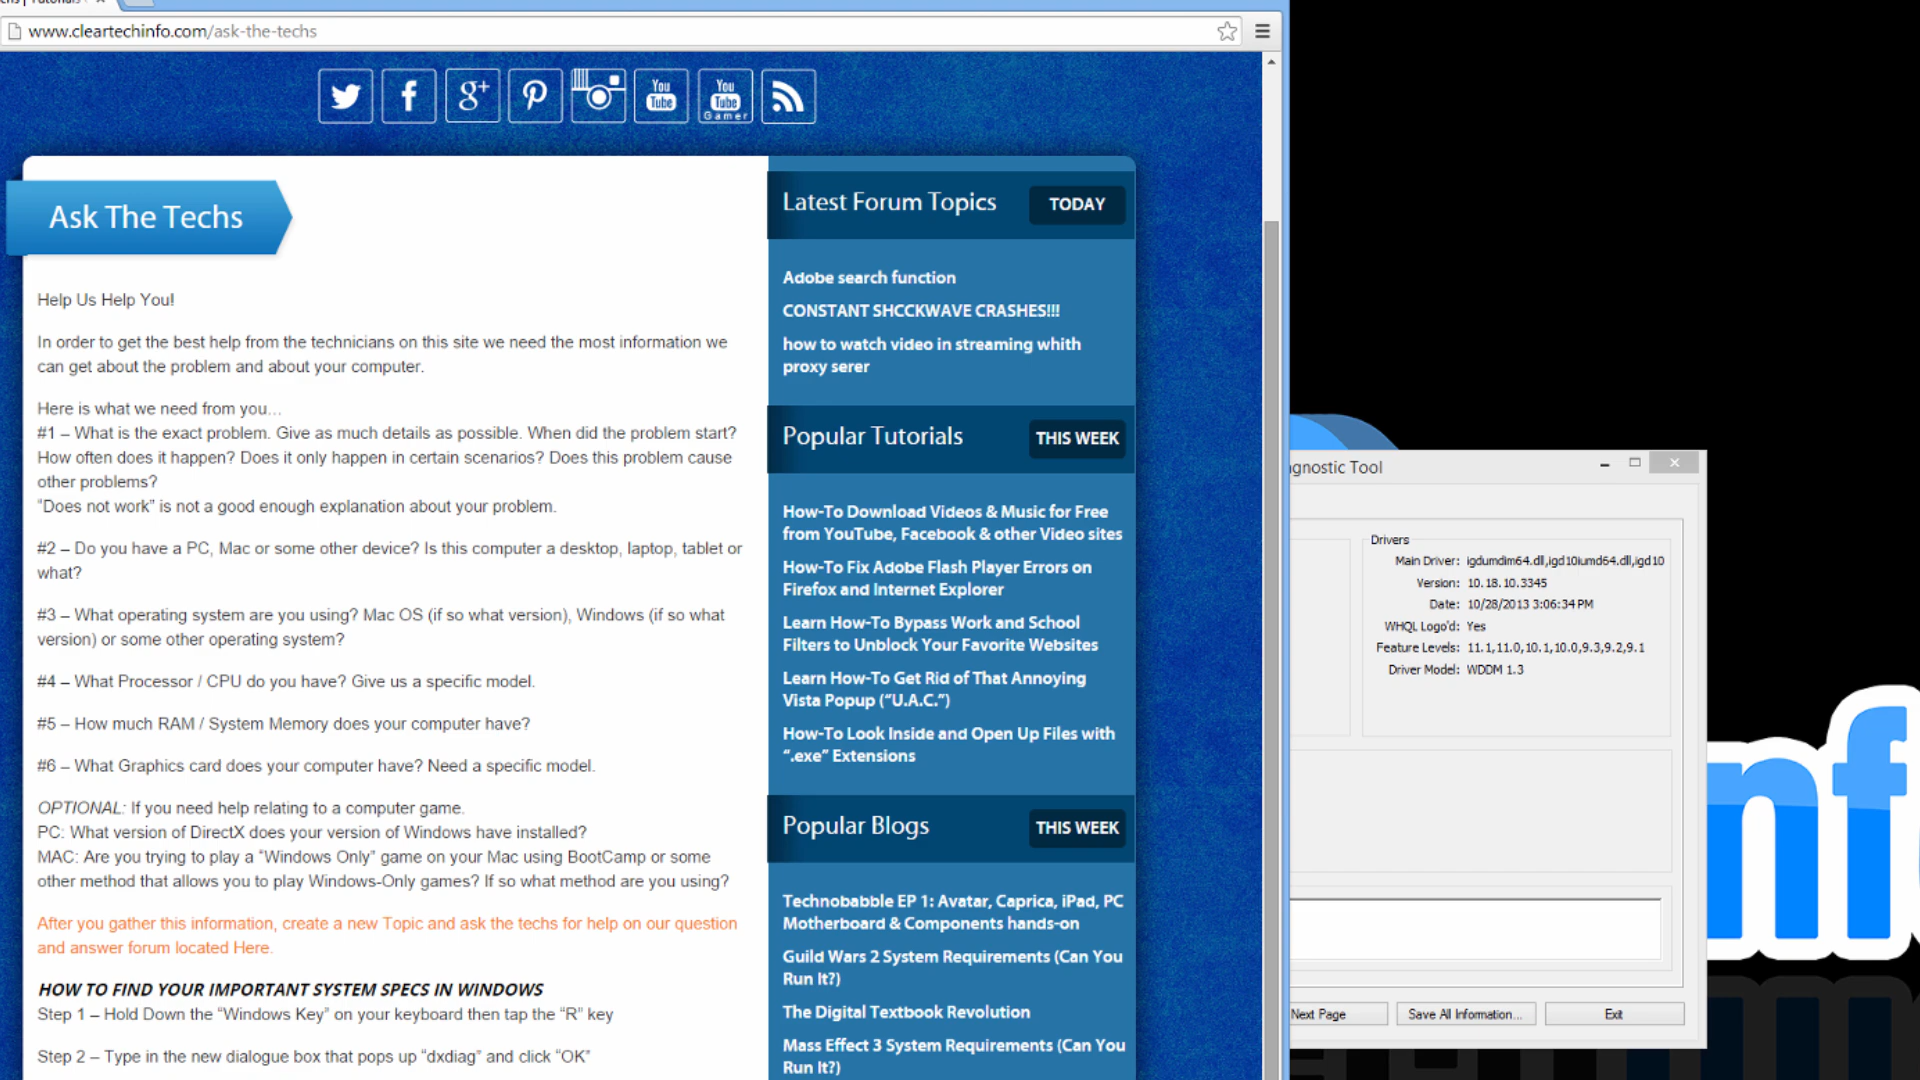 www.cleartechinfo.com/ask-the-techs
g+
You
Tube
You
Tube
Gamer
Ask The Techs
Help Us Help You!
In order to get the best help from the technicians on this site we need the most information we
can get about the problem and about your computer.
Here is what we need from you...
#1 – What is the exact problem. Give as much details as possible. When did the problem start?
How often does it happen? Does it only happen in certain scenarios? Does this problem cause
other problems?
“Does not work” is not a good enough explanation about your problem.
#2 – Do you have a PC, Mac or some other device? Is this computer a desktop, laptop, tablet or
what?
#3 – What operating system are you using? Mac OS (if so what version), Windows (if so what
version) or some other operating system?
#4 – What Processor / CPU do you have? Give us a specific model.
#5 – How much RAM / System Memory does your computer have?
#6 – What Graphics card does your computer have? Need a specific model.
OPTIONAL: If you need help relating to a computer game.
PC: What version of DirectX does your version of Windows have installed?
MAC: Are you trying to play a “Windows Only” game on your Mac using BootCamp or some
other method that allows you to play Windows-Only games? If so what method are you using?
After you gather this information, create a new Topic and ask the techs for help on our question
and answer forum located Here.
HOW TO FIND YOUR IMPORTANT SYSTEM SPECS IN WINDOWS
Step 1 – Hold Down the “Windows Key” on your keyboard then tap the “R” key
Step 2 – Type in the new dialogue box that pops up “dxdiag” and click “OK”
Latest Forum Topics
TODAY
Adobe search function
CONSTANT SHCCKWAVE CRASHES!!!
how to watch video in streaming whith
proxy serer
Popular Tutorials
THIS WEEK
How-To Download Videos & Music for Free
from YouTube, Facebook & other Video sites
How-To Fix Adobe Flash Player Errors on
Firefox and Internet Explorer
Learn How-To Bypass Work and School
Filters to Unblock Your Favorite Websites
Learn How-To Get Rid of That Annoying
Vista Popup (“U.A.C.”)
How-To Look Inside and Open Up Files with
“.exe” Extensions
Popular Blogs
THIS WEEK
Technobabble EP 1: Avatar, Caprica, iPad, PC
Motherboard & Components hands-on
Guild Wars 2 System Requirements (Can You
Run It?)
The Digital Textbook Revolution
Mass Effect 3 System Requirements (Can You
Run It?)
gnostic Tool
Drivers
Main Driver: igdumdim64.dll,igd10iumd64.dll,igd10
Version: 10.18.10.3345
Date: 10/28/2013 3:06:34 PM
WHQL Logo'd: Yes
Feature Levels: 11.1,11.0,10.1,10.0,9.3,9.2,9.1
Driver Model: WDDM 1.3
Next Page
Save All Information...
Exit
nf